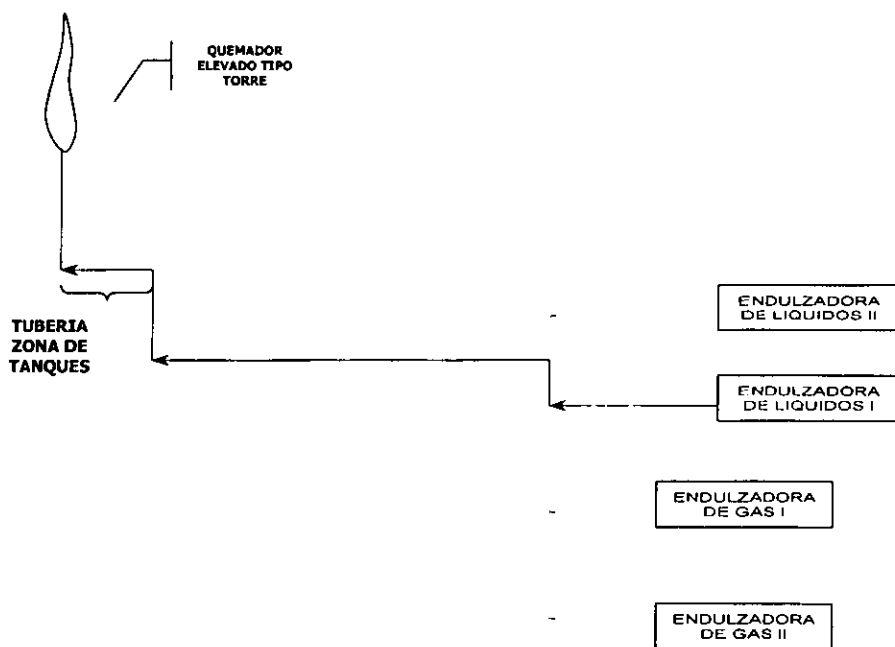 QUEMADOR
ELEVADO TIPO
TORRE
TUBERIA
ZONA DE
TANQUES
ENDULZADORA
DE LIQUIDOS II
ENDULZADORA
DE LIQUIDOS I
ENDULZADORA
DE GAS I
ENDULZADORA
DE GAS II